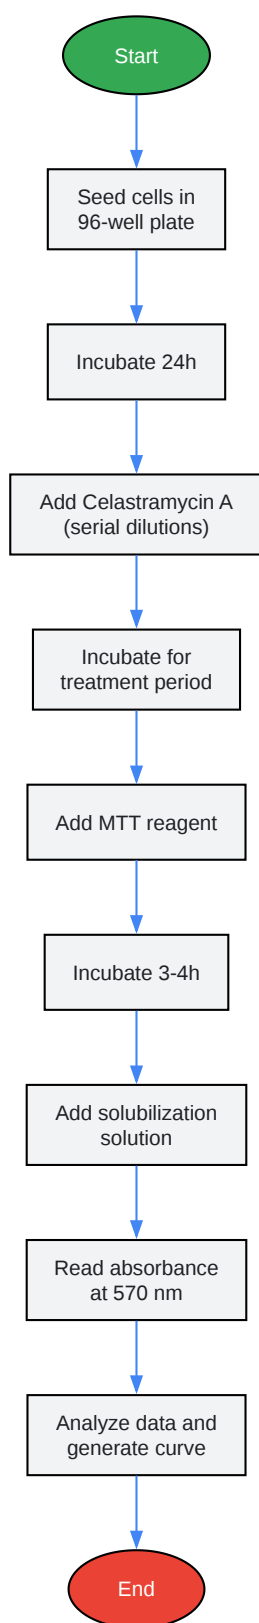 Start
Seed cells in
96-well plate
Incubate 24h
Add Celastramycin A
(serial dilutions)
Incubate for
treatment period
Add MTT reagent
Incubate 3-4h
Add solubilization
solution
Read absorbance
at 570 nm
Analyze data and
generate curve
End